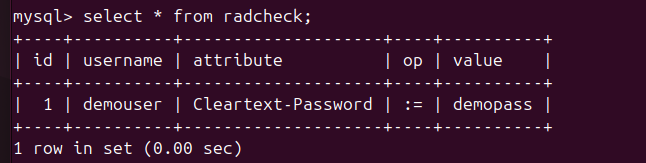 mysql> select * from radcheck;
+----+----------+--------------------+----+----------+
| id | username | attribute          | op | value    |
+----+----------+--------------------+----+----------+
|  1 | demouser | Cleartext-Password | := | demopass |
+----+----------+--------------------+----+----------+
1 row in set (0.00 sec)